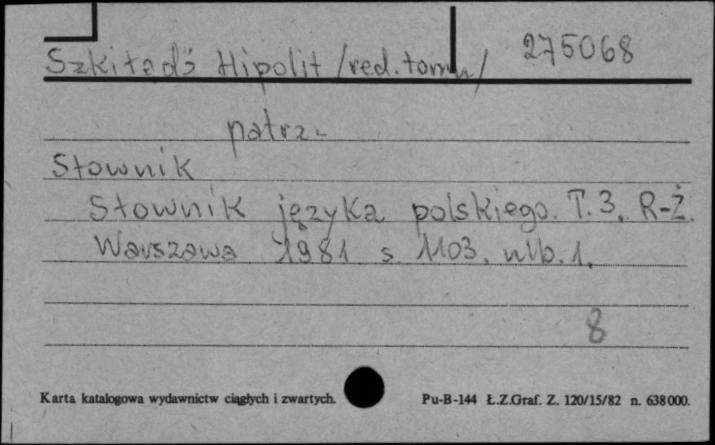 Szkiłądź Hipolit /red. tomu/ 275068
patrz.
Słownik
Słownik języka polskiego. T. 3, R-Ż.
Warszawa 1981 s. 1103, nlb. 1.
8
Karta katalogowa wydawnictw ciągłych i zwartych. Pu-B-144 Ł.Z.Graf. Z. 120/15/82 n. 638000.